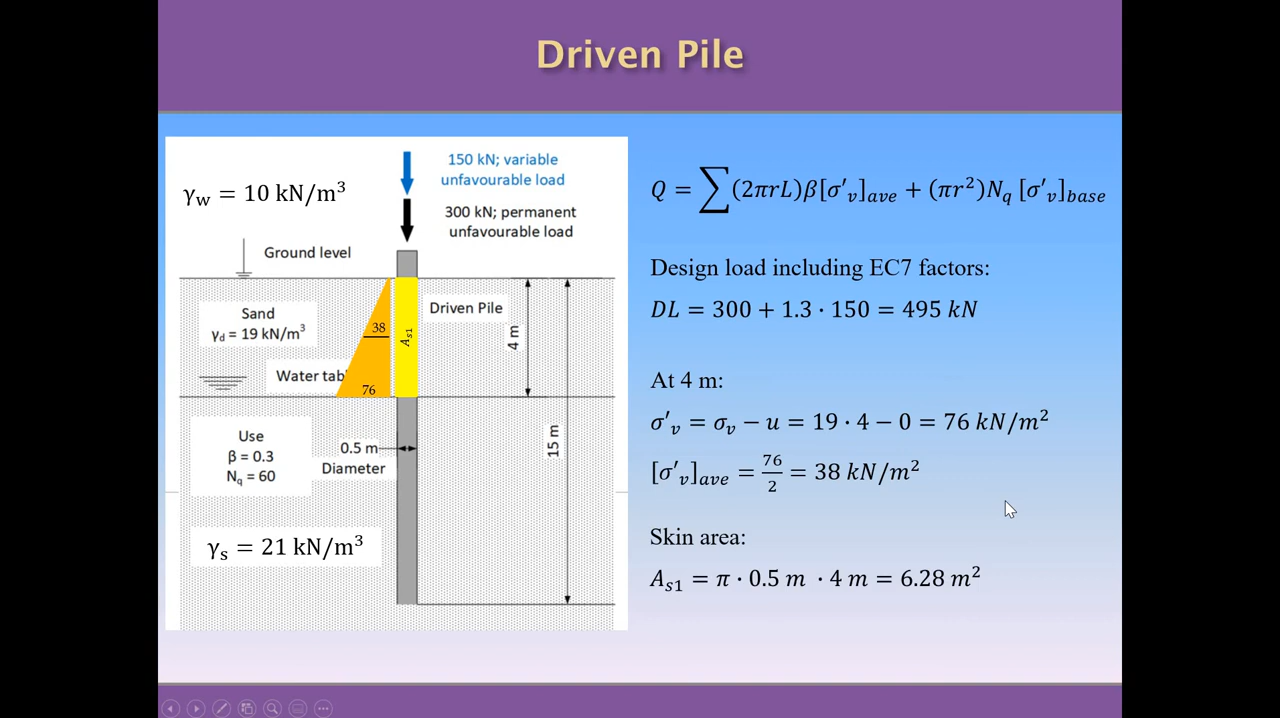 Driven Pile
γw = 10 kN/m³
150 kN; variable
unfavourable load
300 kN; permanent
unfavourable load
Ground level
Sand
γd = 19 kN/m³
Driven Pile
38
As1
4 m
Water tabl
76
Use
β = 0.3
Nq = 60
0.5 m
Diameter
15 m
γs = 21 kN/m³
Q = ∑(2πrL)β[σ′v]ave + (πr²)Nq [σ′v]base
Design load including EC7 factors:
DL = 300 + 1.3 · 150 = 495 kN
At 4 m:
σ′v = σv − u = 19 · 4 − 0 = 76 kN/m²
[σ′v]ave = 76/2 = 38 kN/m²
Skin area:
As1 = π · 0.5 m · 4 m = 6.28 m²